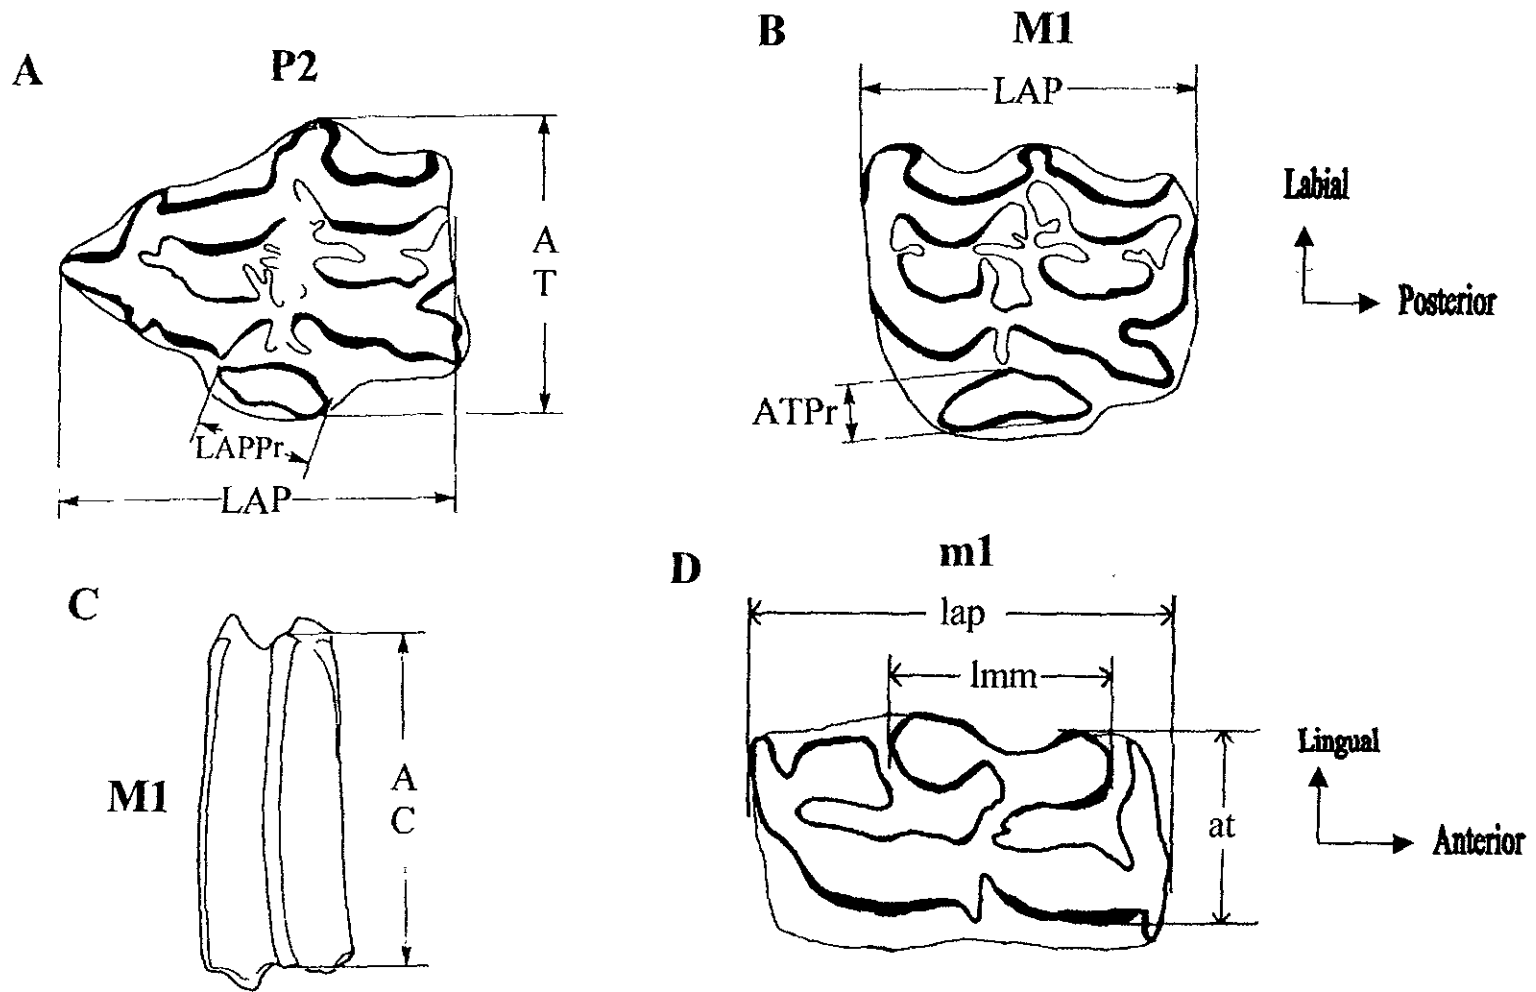 A
P2
A
T
LAPPr
LAP
B
M1
LAP
ATPr
Labial
Posterior
C
M1
A
C
D
m1
lap
lmm
at
Lingual
Anterior